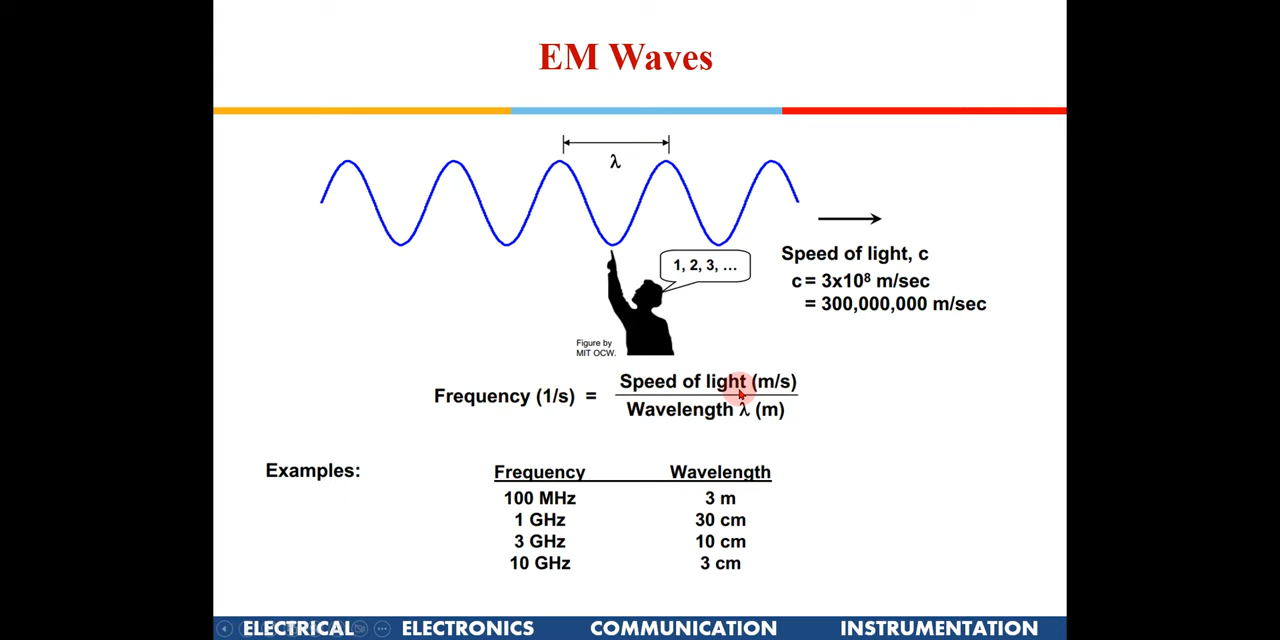 EM Waves
λ
1, 2, 3, ...
Speed of light, c
c = 3x10⁸ m/sec
= 300,000,000 m/sec
Figure by
MIT OCW.
Frequency (1/s) = Speed of light (m/s)
Wavelength λ (m)
Examples:
Frequency Wavelength
100 MHz 3 m
1 GHz 30 cm
3 GHz 10 cm
10 GHz 3 cm
ELECTRICAL ELECTRONICS COMMUNICATION INSTRUMENTATION